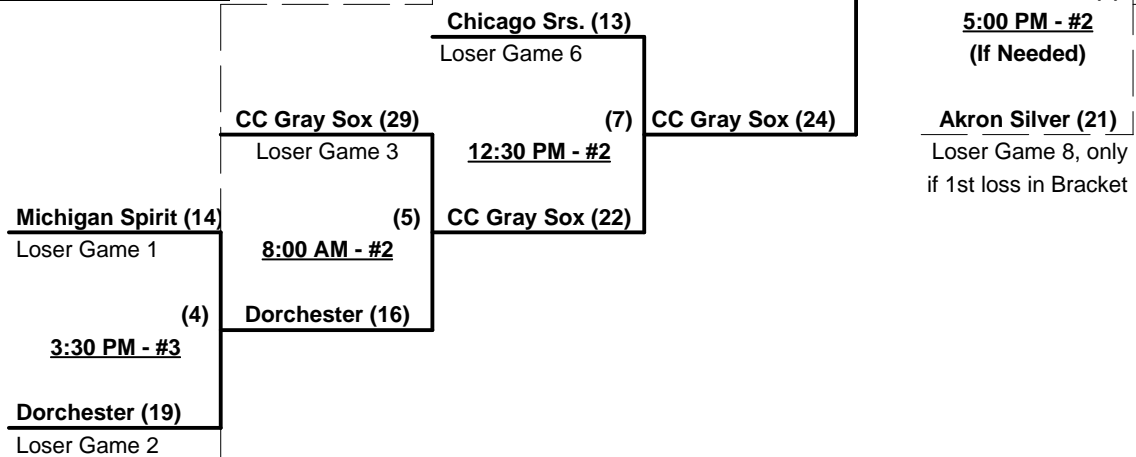 Chicago Srs. (13)
Loser Game 6
5:00 PM - #2
(If Needed)
CC Gray Sox (29)
Loser Game 3
(7)
12:30 PM - #2
CC Gray Sox (24)
Akron Silver (21)
Loser Game 8, only
if 1st loss in Bracket
Michigan Spirit (14)
Loser Game 1
(5)
8:00 AM - #2
CC Gray Sox (22)
(4)
3:30 PM - #3
Dorchester (16)
Dorchester (19)
Loser Game 2